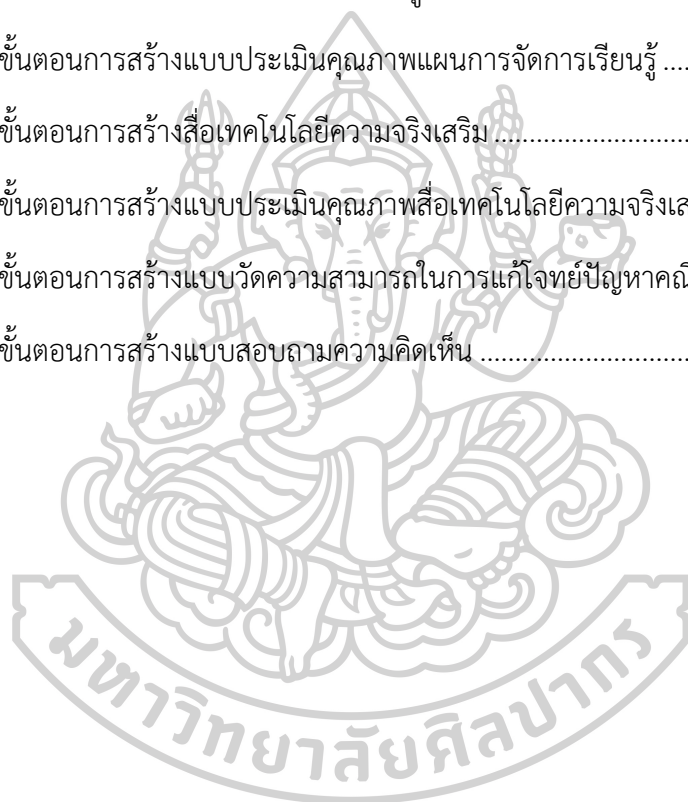 ขั้นตอนการสร้างแบบประเมินคุณภาพแผนการจัดการเรียนรู้ ....
ขั้นตอนการสร้างสื่อเทคโนโลยีความจริงเสริม ..........................
ขั้นตอนการสร้างแบบประเมินคุณภาพสื่อเทคโนโลยีความจริงเส
ขั้นตอนการสร้างแบบวัดความสามารถในการแก้โจทย์ปัญหาคณิ
ขั้นตอนการสร้างแบบสอบถามความคิดเห็น ............................
มหาวิทยาลัยศิลปากร